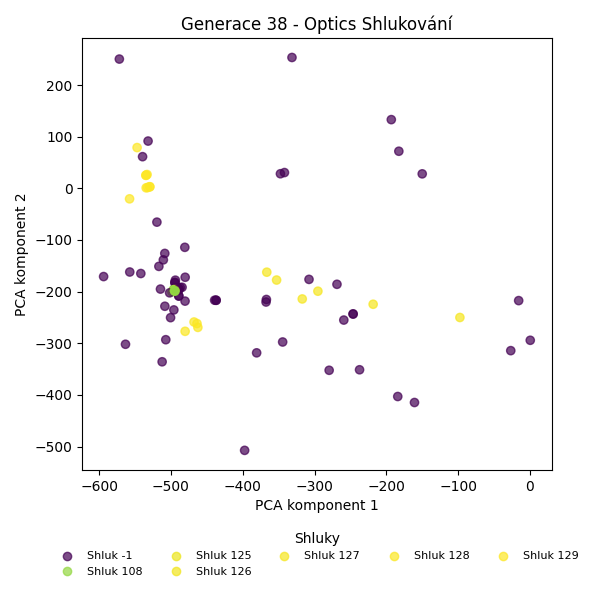 Generace 38 - Optics Shlukování
200
100
0
−100
−200
−300
−400
−500
PCA komponent 2
−600 −500 −400 −300 −200 −100 0
PCA komponent 1
Shluky
Shluk -1 Shluk 125 Shluk 127 Shluk 128 Shluk 129
Shluk 108 Shluk 126